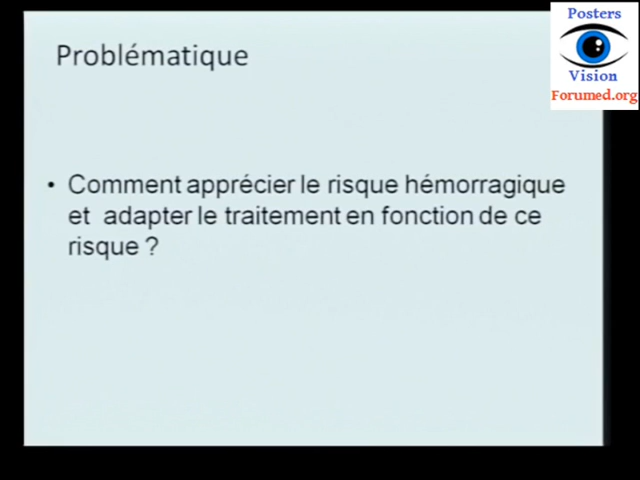 Posters
Vision
Forumed.org
Problématique
• Comment apprécier le risque hémorragique
et adapter le traitement en fonction de ce
risque ?